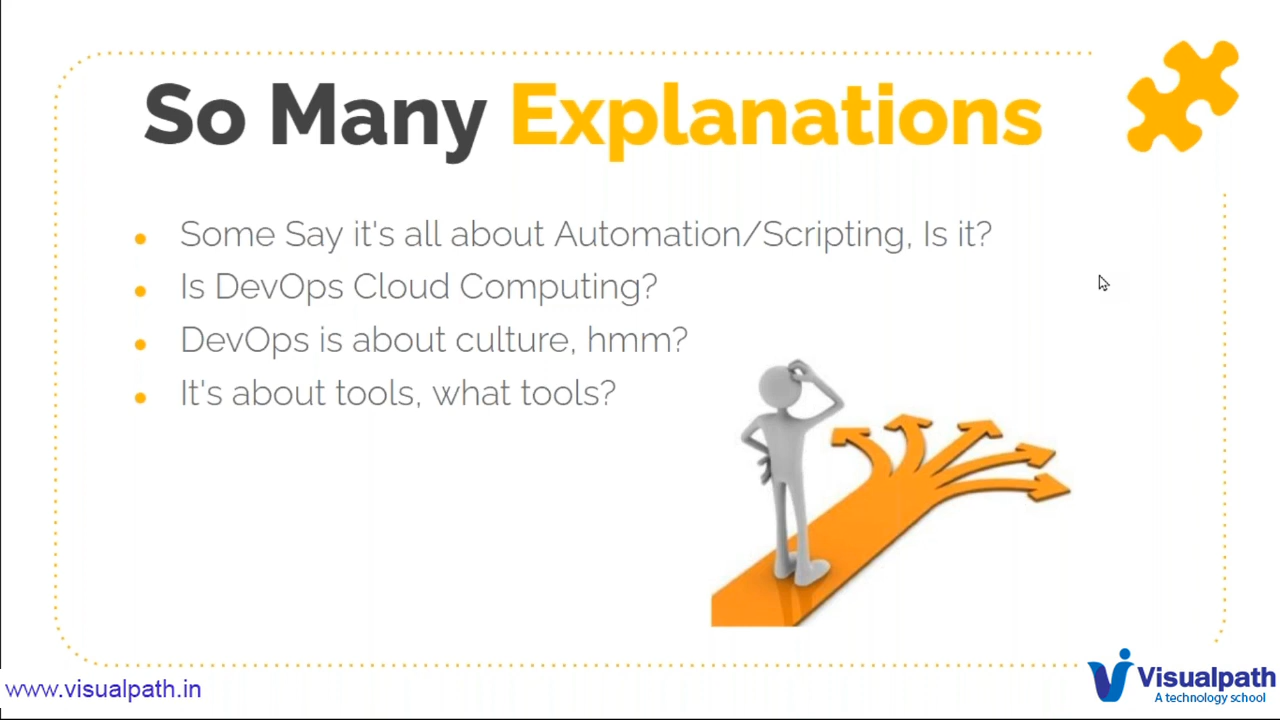 So Many Explanations
Some Say it's all about Automation/Scripting, Is it?
Is DevOps Cloud Computing?
DevOps is about culture, hmm?
It's about tools, what tools?
www.visualpath.in
Visualpath
A technology school